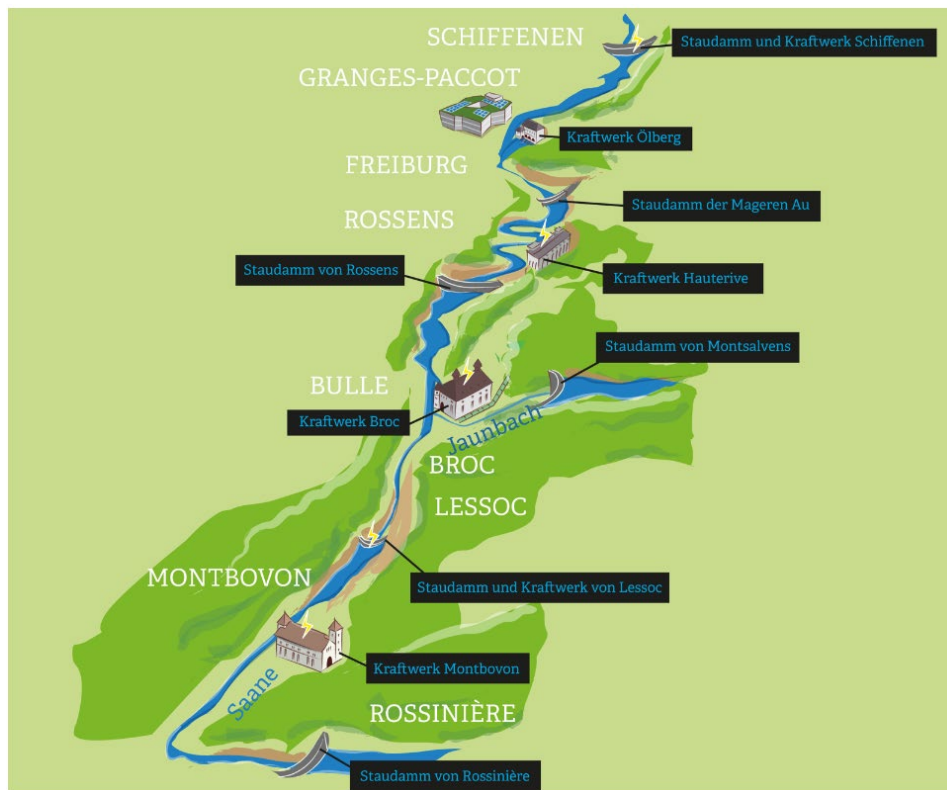 SCHIFFENEN
Staudamm und Kraftwerk Schiffenen
GRANGES-PACCOT
Kraftwerk Ölberg
FREIBURG
Staudamm der Mageren Au
ROSSENS
Staudamm von Rossens
Kraftwerk Hauterive
Staudamm von Montsalvens
BULLE
Kraftwerk Broc
Jaunbach
BROC
LESSOC
MONTBOVON
Staudamm und Kraftwerk von Lessoc
Kraftwerk Montbovon
Saane
ROSSINIÈRE
Staudamm von Rossinière